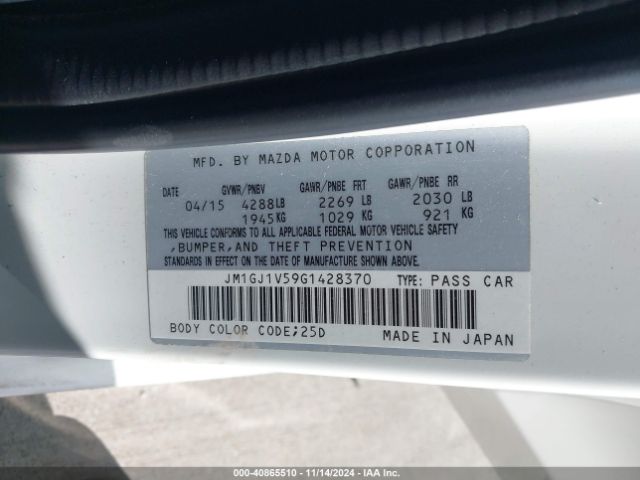 MFD. BY MAZDA MOTOR COPPORATION
DATE GVWR/PNBV GAWR/PNBE FRT GAWR/PNBE RR
04/15 4288LB 2269 LB 2030 LB
1945KG 1029 KG 921 KG
THIS VEHICLE CONFORMS TO ALL APPLICABLE FEDERAL MOTOR VEHICLE SAFETY
,BUMPER,AND THEFT PREVENTION
STANDARDS IN EFFECT ON THE DATE OF MANUFACTURE SHOWN ABOVE.
JM1GJ1V59G1428370 TYPE: PASS CAR
BODY COLOR CODE;25D MADE IN JAPAN
000-40865510 - 11/14/2024 - IAA Inc.